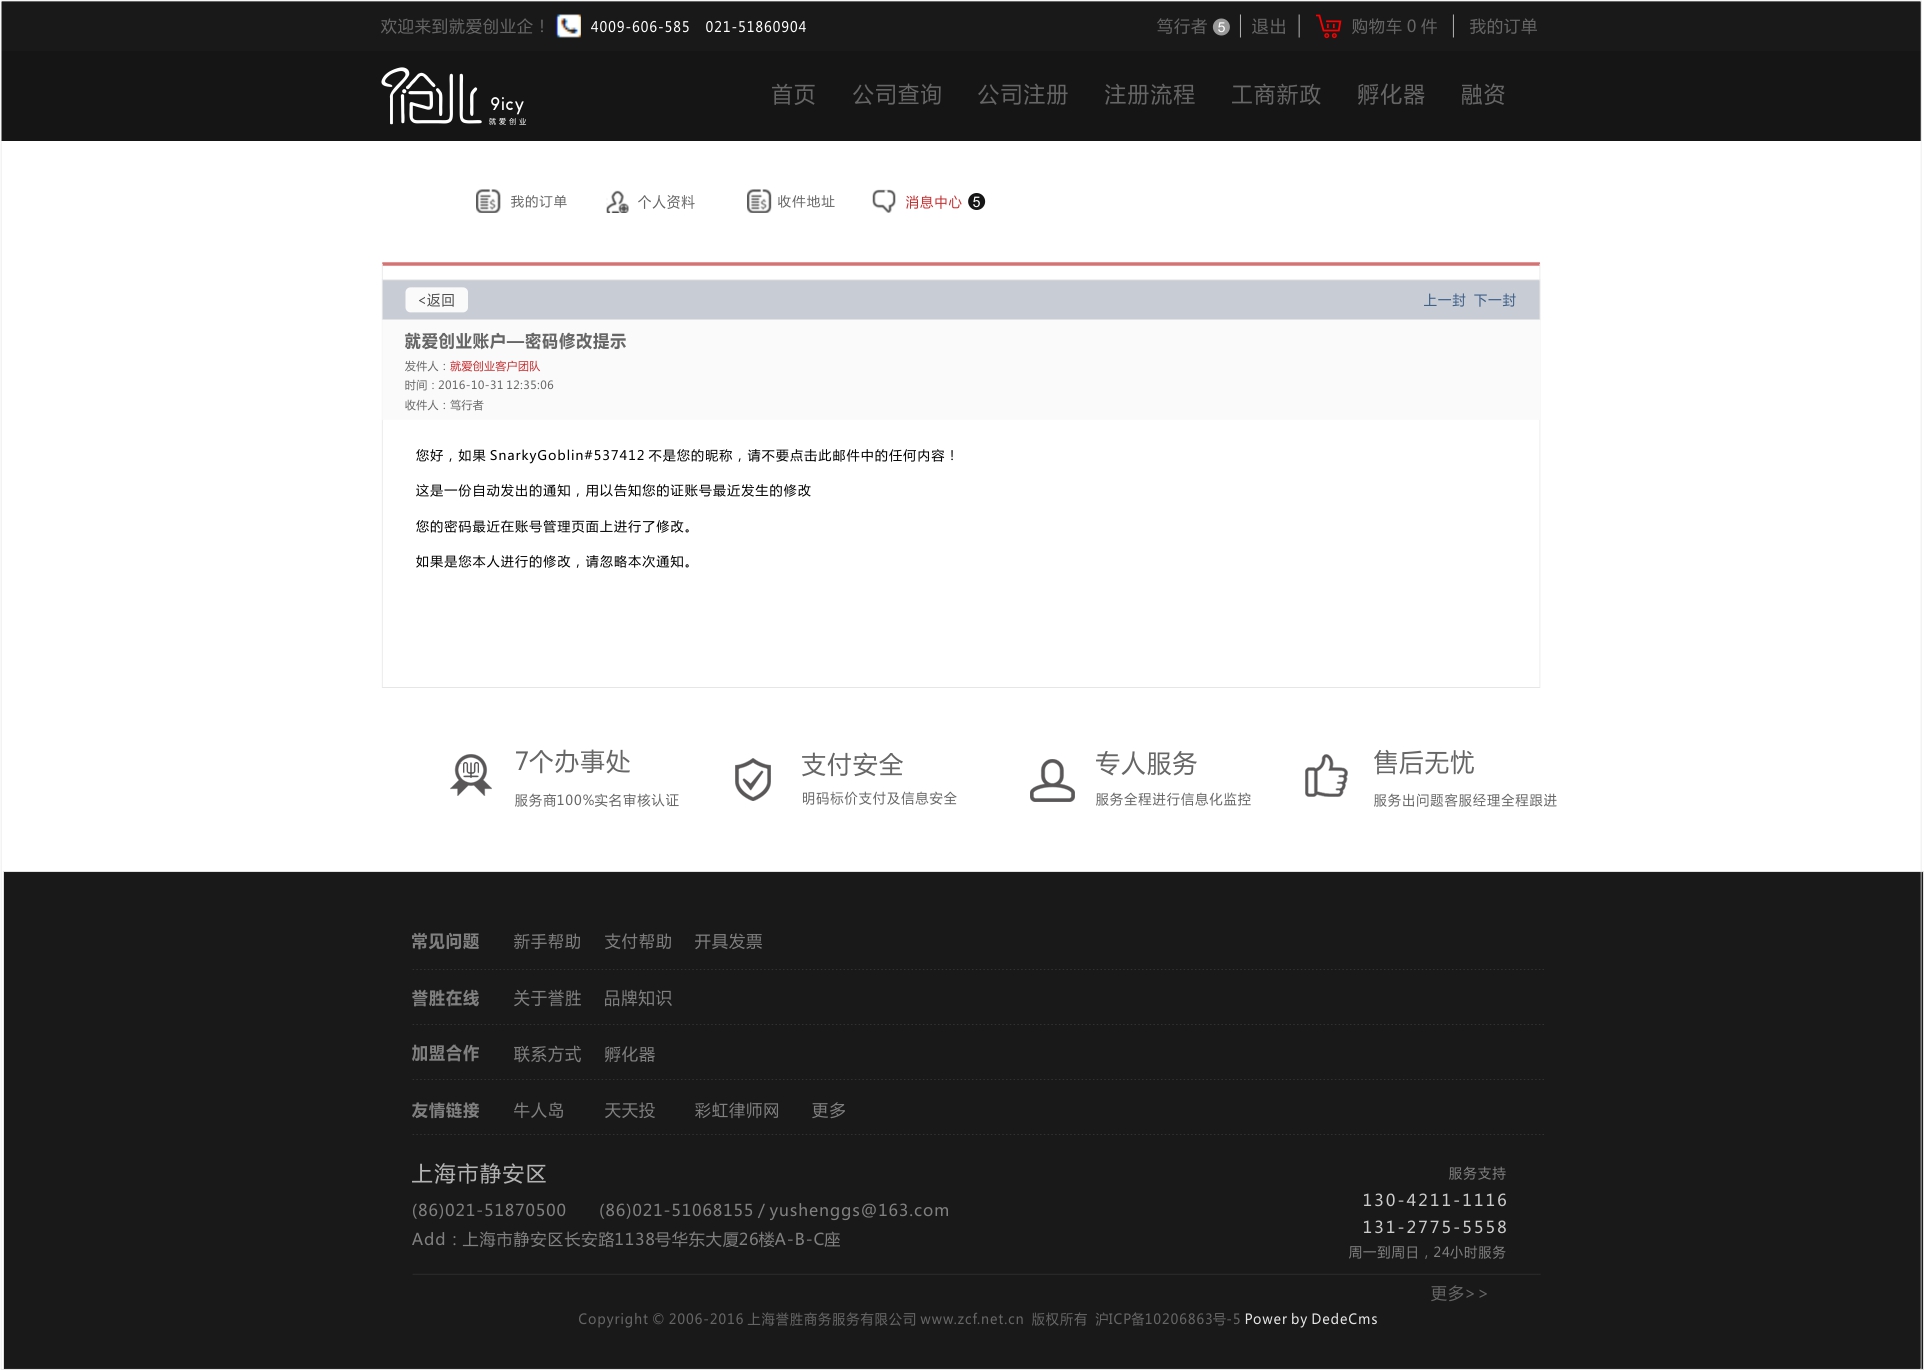 欢迎来到就爱创业企！ 4009-606-585 021-51860904 笃行者 5 退出 购物车 0 件 我的订单
9icy
就爱创业
首页 公司查询 公司注册 注册流程 工商新政 孵化器 融资
我的订单 个人资料 收件地址 消息中心 5
<返回 上一封 下一封
就爱创业账户—密码修改提示
发件人：就爱创业客户团队
时间：2016-10-31 12:35:06
收件人：笃行者
您好，如果 SnarkyGoblin#537412 不是您的昵称，请不要点击此邮件中的任何内容！
这是一份自动发出的通知，用以告知您的证账号最近发生的修改
您的密码最近在账号管理页面上进行了修改。
如果是您本人进行的修改，请忽略本次通知。
7个办事处 支付安全 专人服务 售后无忧
服务商100%实名审核认证 明码标价支付及信息安全 服务全程进行信息化监控 服务出问题客服经理全程跟进
常见问题 新手帮助 支付帮助 开具发票
誉胜在线 关于誉胜 品牌知识
加盟合作 联系方式 孵化器
友情链接 牛人岛 天天投 彩虹律师网 更多
上海市静安区 服务支持
(86)021-51870500 (86)021-51068155 / yushenggs@163.com 130-4211-1116
Add：上海市静安区长安路1138号华东大厦26楼A-B-C座 131-2775-5558
周一到周日，24小时服务
更多>>
Copyright © 2006-2016 上海誉胜商务服务有限公司 www.zcf.net.cn 版权所有 沪ICP备10206863号-5 Power by DedeCms